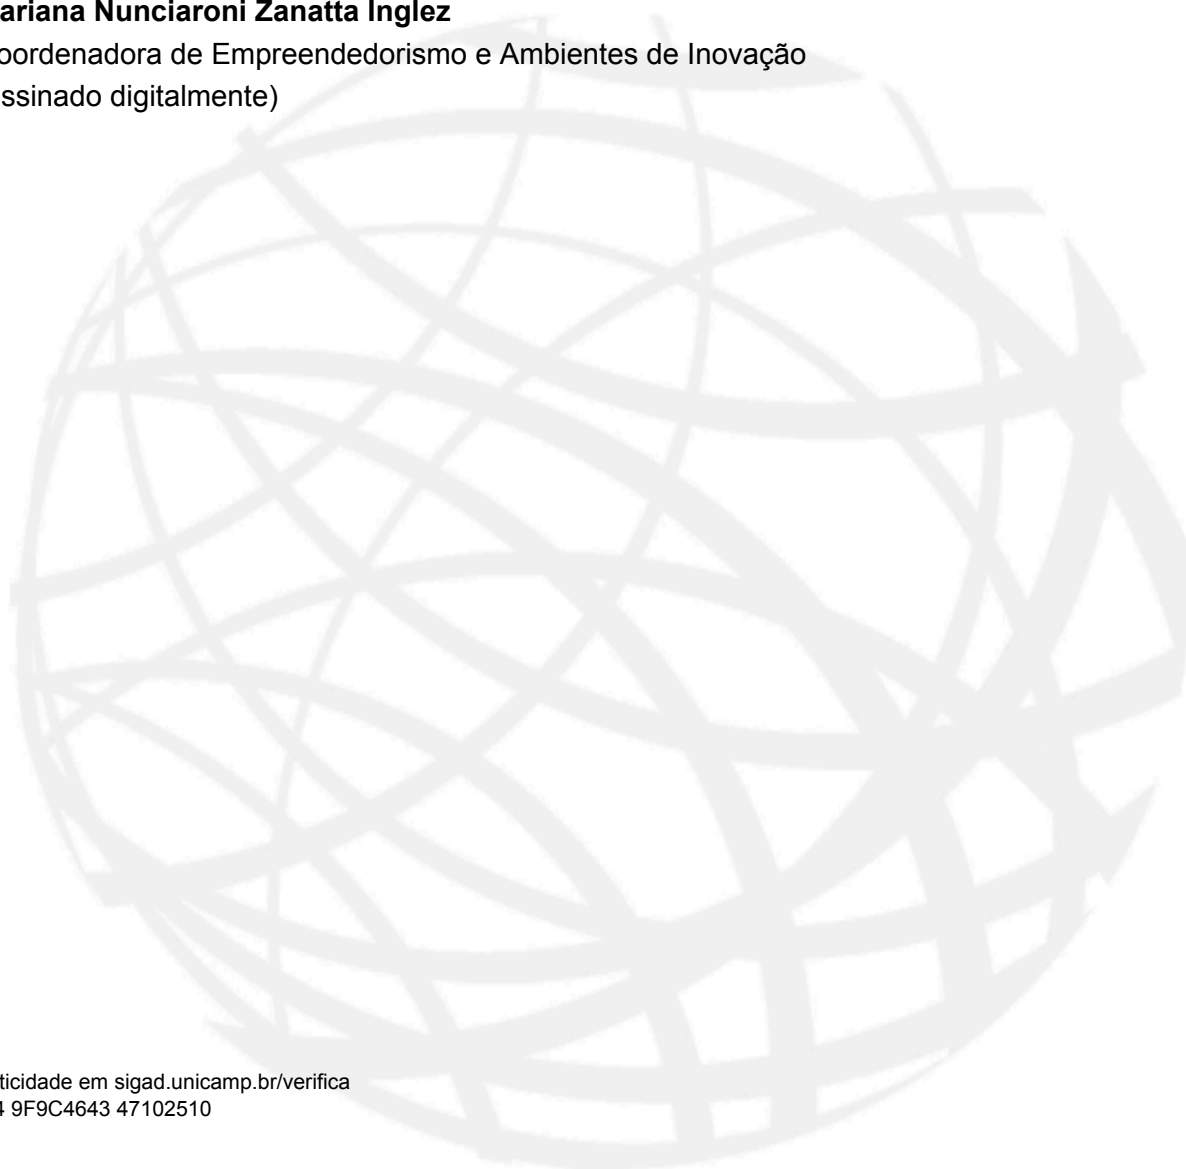 ariana Nunciaroni Zanatta Inglez
oordenadora de Empreendedorismo e Ambientes de Inovação
ssinado digitalmente)
ticidade em sigad.unicamp.br/verifica
4 9F9C4643 47102510